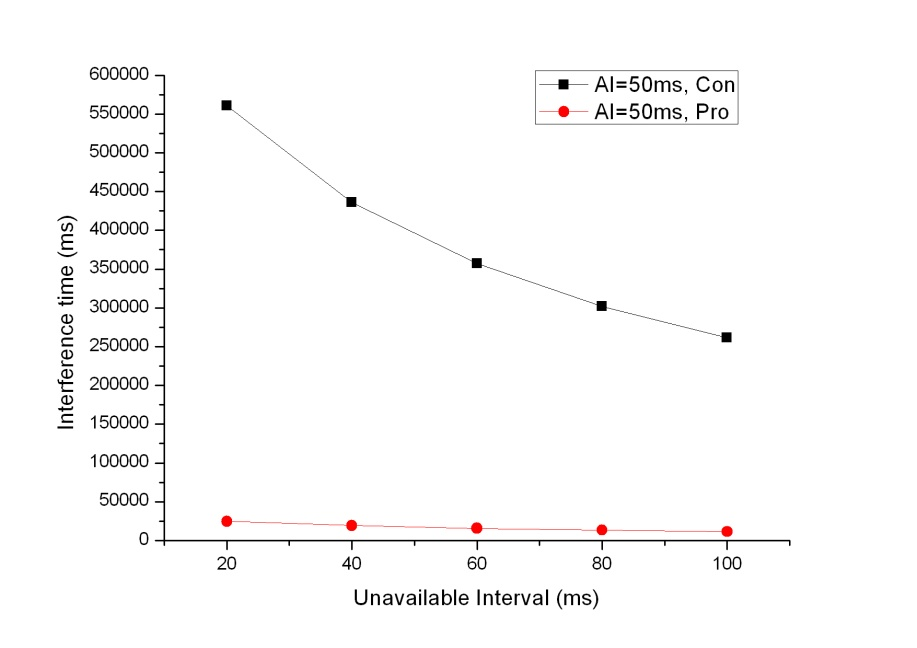 600000
550000
500000
450000
400000
350000
300000
250000
200000
150000
100000
50000
0
20 40 60 80 100
Interference time (ms)
Unavailable Interval (ms)
AI=50ms, Con
AI=50ms, Pro